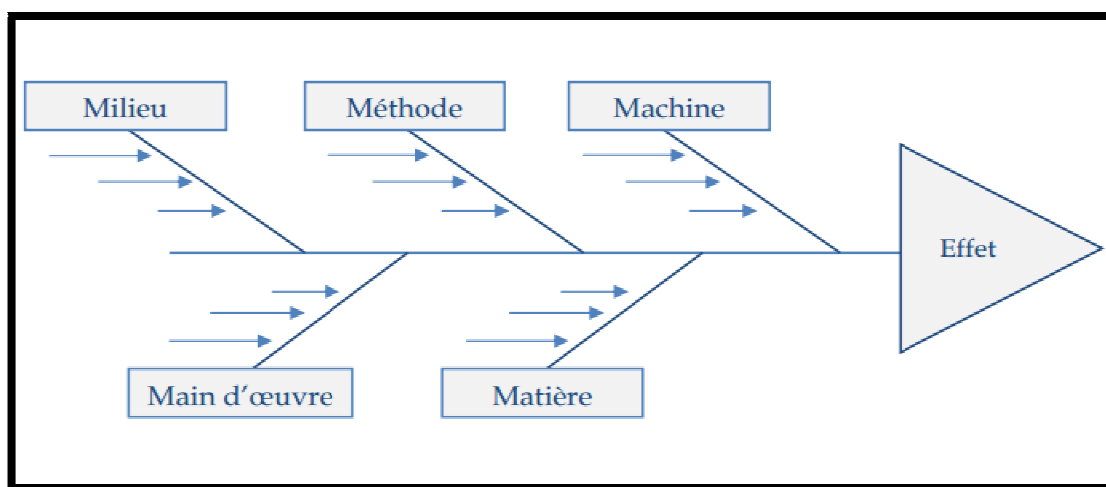 Milieu
Méthode
Machine
Effet
Main d'œuvre
Matière